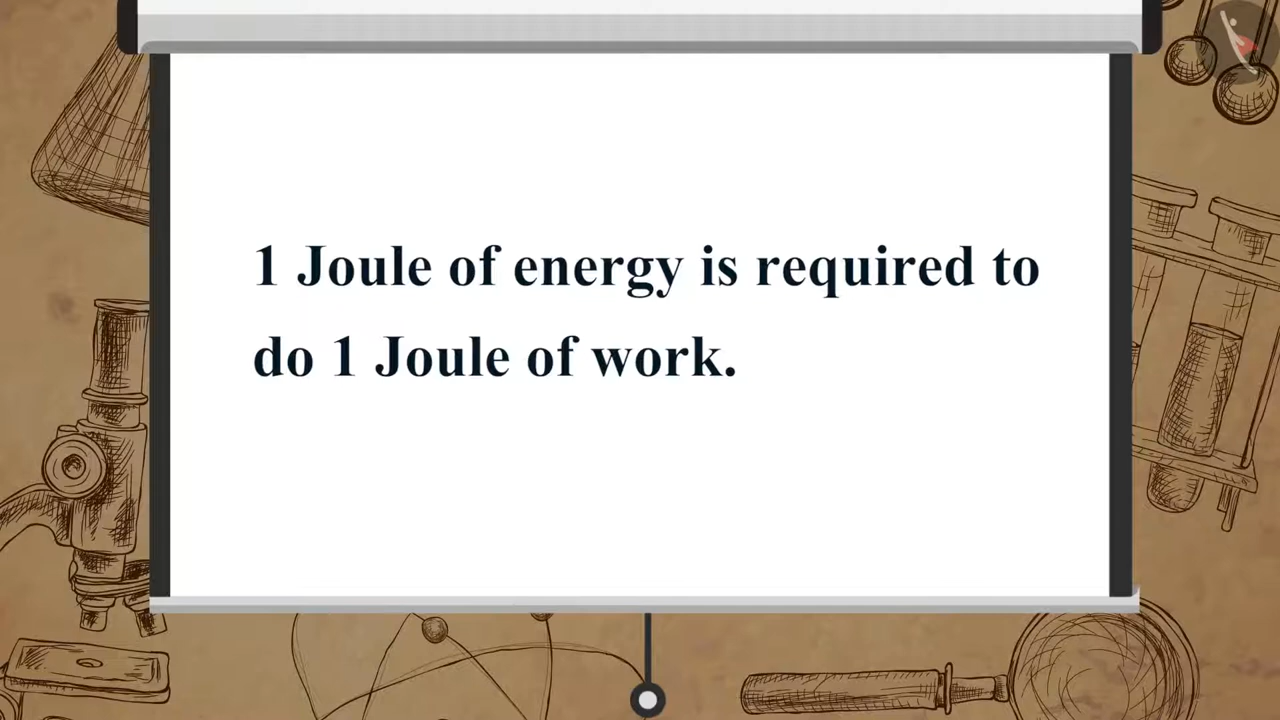 1 Joule of energy is required to
do 1 Joule of work.